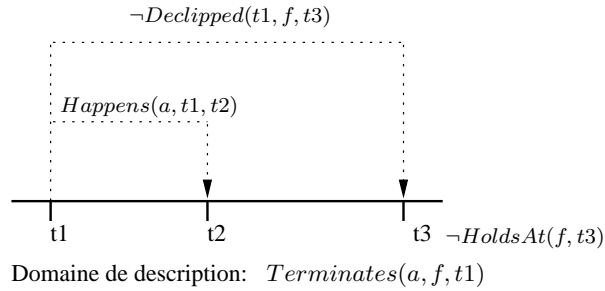 ¬Declipped(t1, f, t3)
Happens(a, t1, t2)
t1 t2 t3 ¬HoldsAt(f, t3)
Domaine de description: Terminates(a, f, t1)